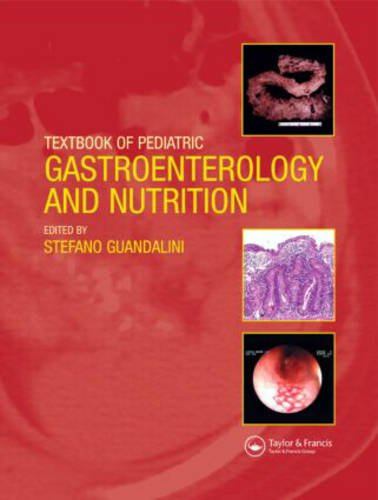 TEXTBOOK OF PEDIATRIC
GASTROENTEROLOGY
AND NUTRITION
EDITED BY
STEFANO GUANDALINI
Taylor & Francis
Taylor & Francis Group